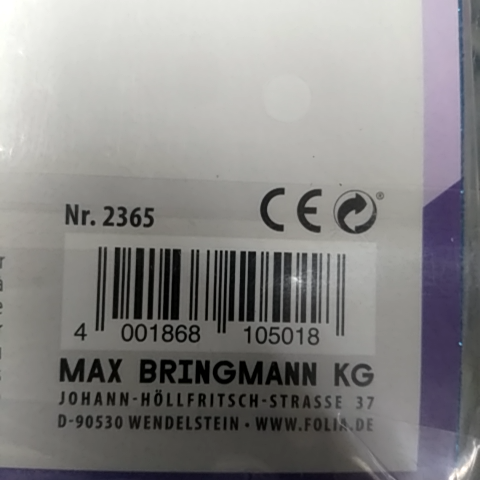 Nr. 2365
CE
4 001868 105018
MAX BRINGMANN KG
JOHANN-HÖLLFRITSCH-STRASSE 37
D-90530 WENDELSTEIN • WWW.FOLIA.DE